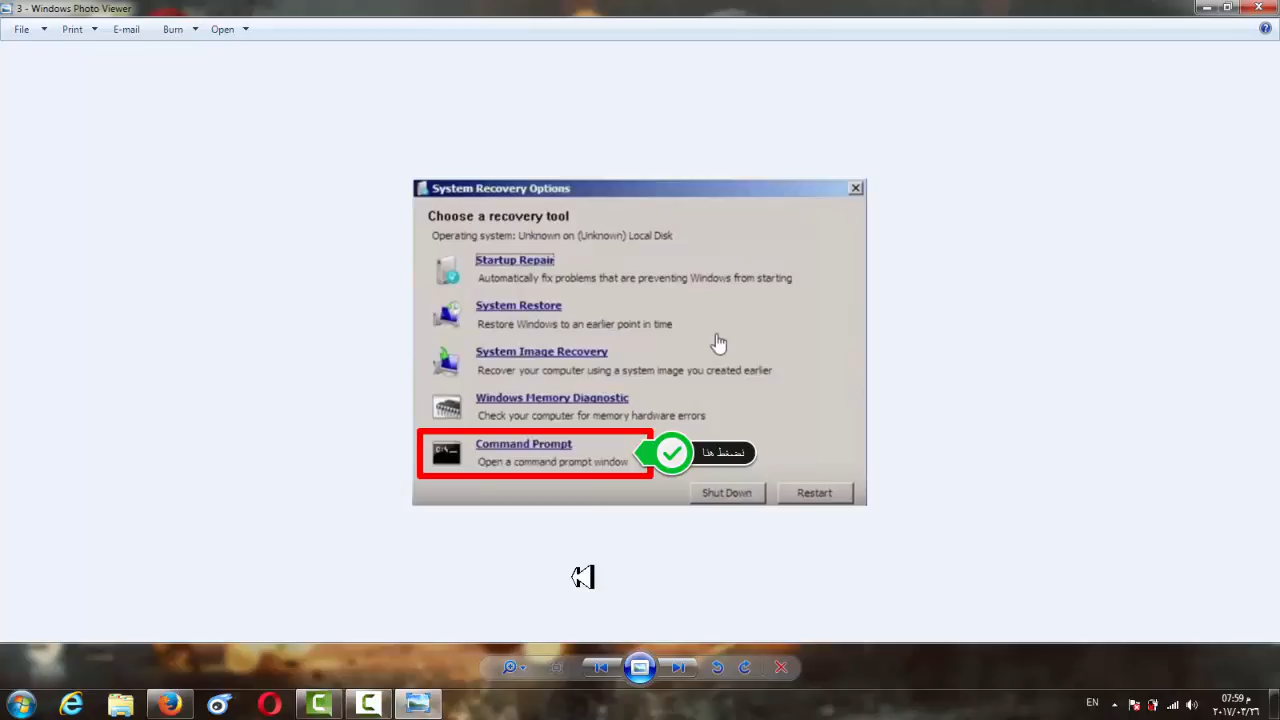 3 - Windows Photo Viewer
File Print E-mail Burn Open
System Recovery Options
Choose a recovery tool
Operating system: Unknown on (Unknown) Local Disk
Startup Repair
Automatically fix problems that are preventing Windows from starting
System Restore
Restore Windows to an earlier point in time
System Image Recovery
Recover your computer using a system image you created earlier
Windows Memory Diagnostic
Check your computer for memory hardware errors
Command Prompt
Open a command prompt window
نضغط هنا
Shut Down Restart
EN
07:59 م
٢٠١٧/٠٣/٢٦